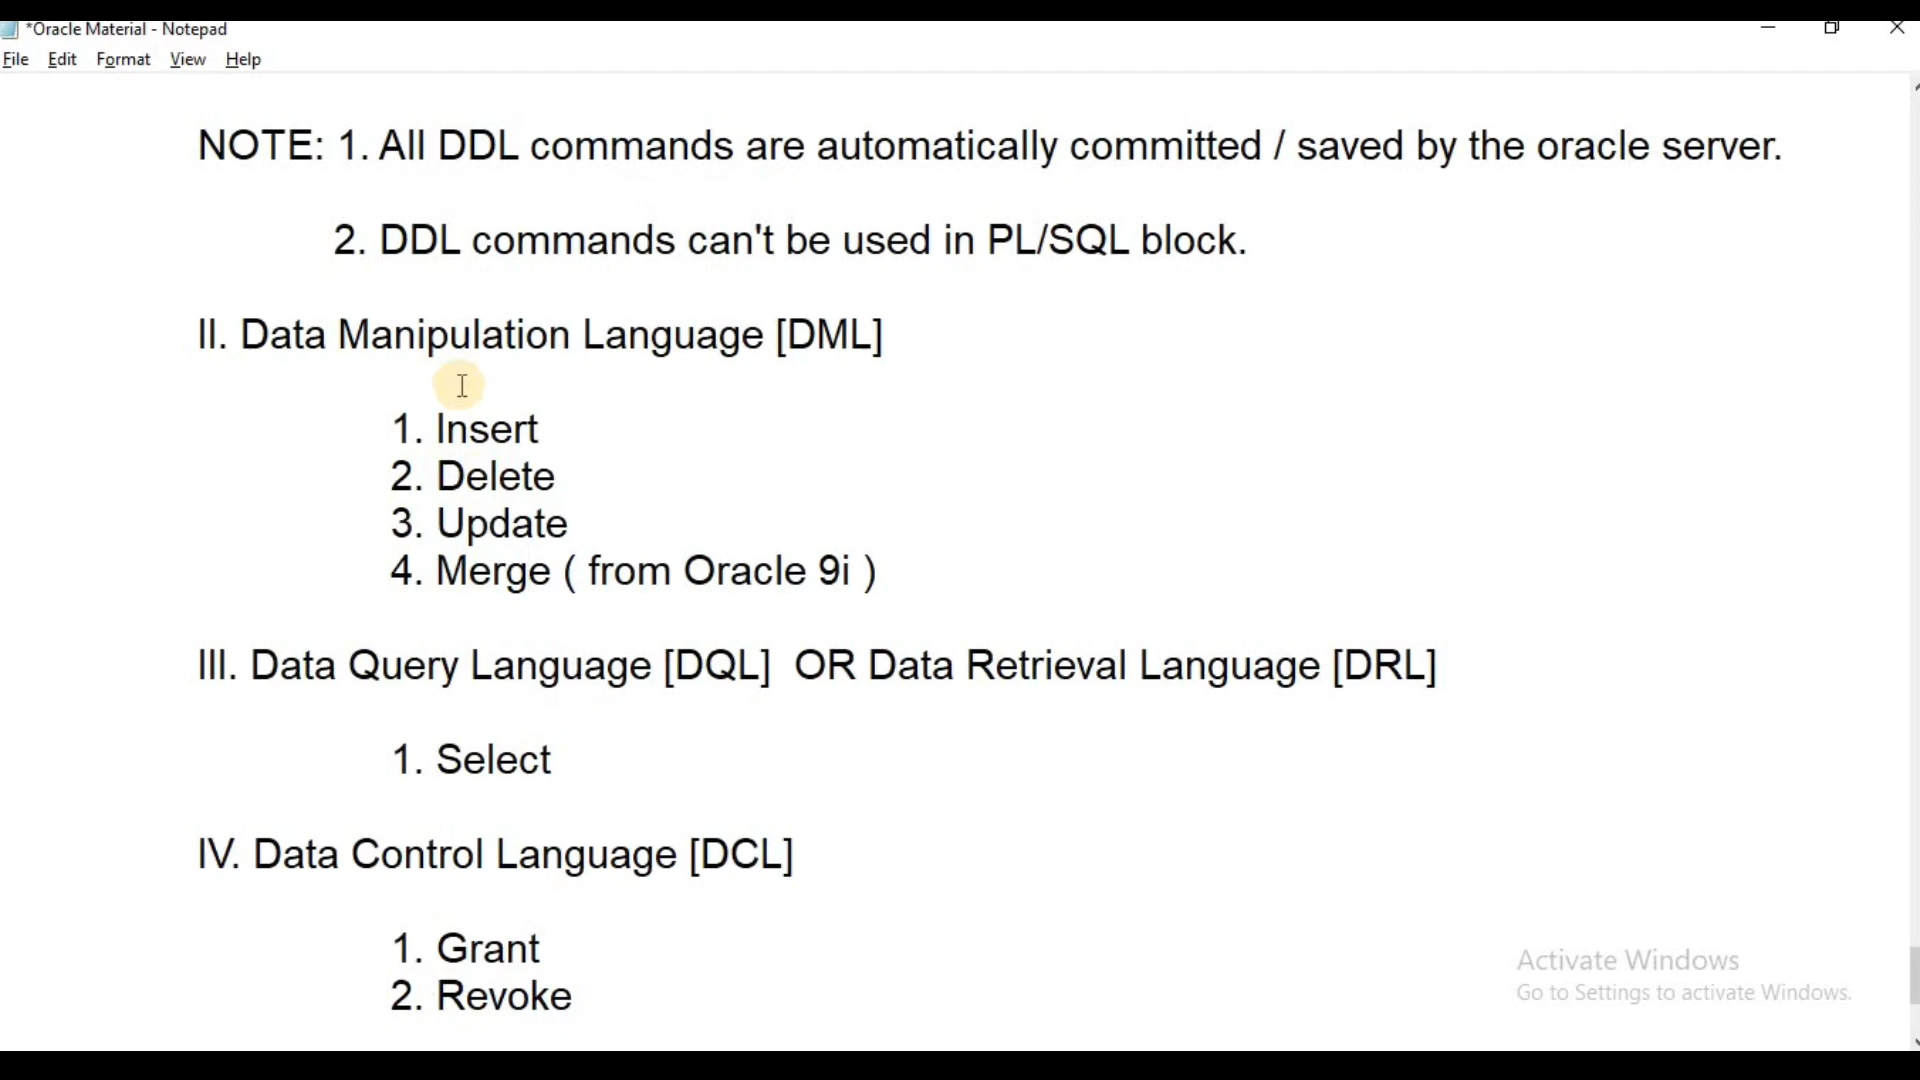 *Oracle Material - Notepad
File Edit Format View Help
NOTE: 1. All DDL commands are automatically committed / saved by the oracle server.
2. DDL commands can't be used in PL/SQL block.
II. Data Manipulation Language [DML]
1. Insert
2. Delete
3. Update
4. Merge ( from Oracle 9i )
III. Data Query Language [DQL]  OR Data Retrieval Language [DRL]
1. Select
IV. Data Control Language [DCL]
1. Grant
2. Revoke
Activate Windows
Go to Settings to activate Windows.